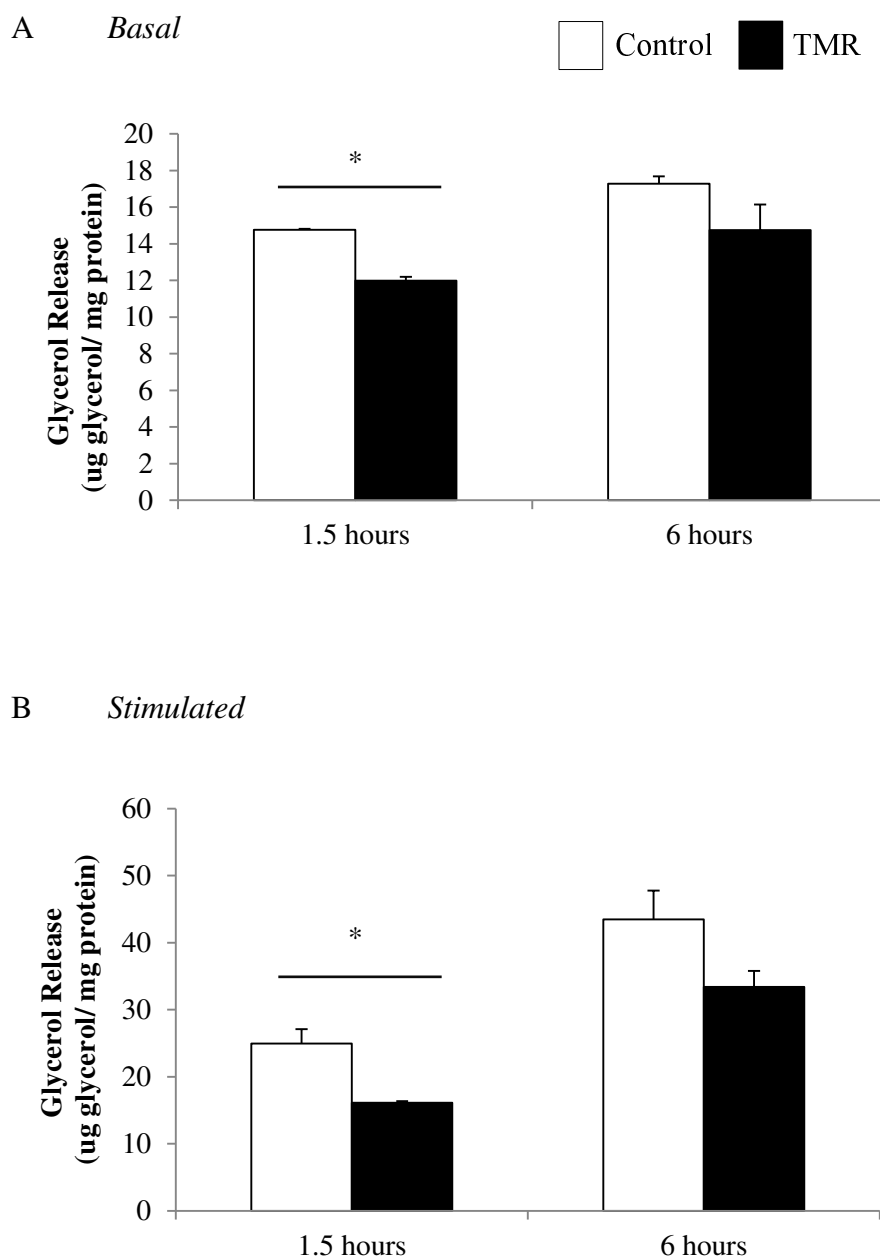 A Basal
Control TMR
Glycerol Release
(ug glycerol/ mg protein)
20
18
16
14
12
10
8
6
4
2
0
*
1.5 hours 6 hours
B Stimulated
Glycerol Release
(ug glycerol/ mg protein)
60
50
40
30
20
10
0
*
1.5 hours 6 hours